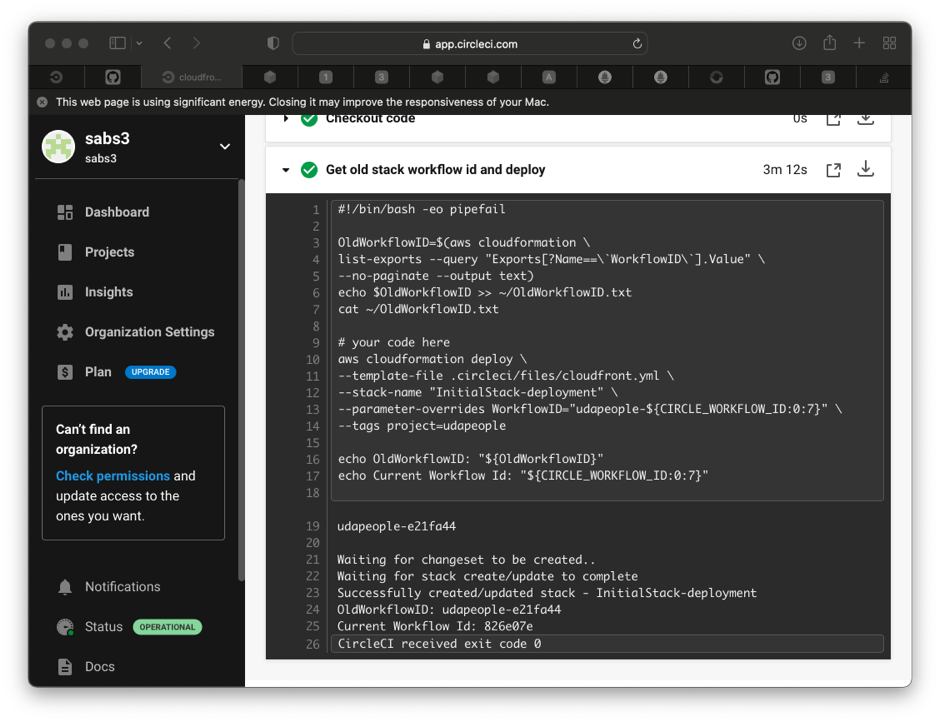 app.circleci.com
cloudfro...
1
3
A
3
This web page is using significant energy. Closing it may improve the responsiveness of your Mac.
sabs3
sabs3
Dashboard
Projects
Insights
Organization Settings
Plan UPGRADE
Can't find an
organization?
Check permissions and
update access to the
ones you want.
Notifications
Status OPERATIONAL
Docs
Checkout code 0s
Get old stack workflow id and deploy 3m 12s
1 #!/bin/bash -eo pipefail
2
3 OldWorkflowID=$(aws cloudformation \
4 list-exports --query "Exports[?Name==\`WorkflowID\`].Value" \
5 --no-paginate --output text)
6 echo $OldWorkflowID >> ~/OldWorkflowID.txt
7 cat ~/OldWorkflowID.txt
8
9 # your code here
10 aws cloudformation deploy \
11 --template-file .circleci/files/cloudfront.yml \
12 --stack-name "InitialStack-deployment" \
13 --parameter-overrides WorkflowID="udapeople-${CIRCLE_WORKFLOW_ID:0:7}" \
14 --tags project=udapeople
15
16 echo OldWorkflowID: "${OldWorkflowID}"
17 echo Current Workflow Id: "${CIRCLE_WORKFLOW_ID:0:7}"
18
19 udapeople-e21fa44
20
21 Waiting for changeset to be created..
22 Waiting for stack create/update to complete
23 Successfully created/updated stack - InitialStack-deployment
24 OldWorkflowID: udapeople-e21fa44
25 Current Workflow Id: 826e07e
26 CircleCI received exit code 0